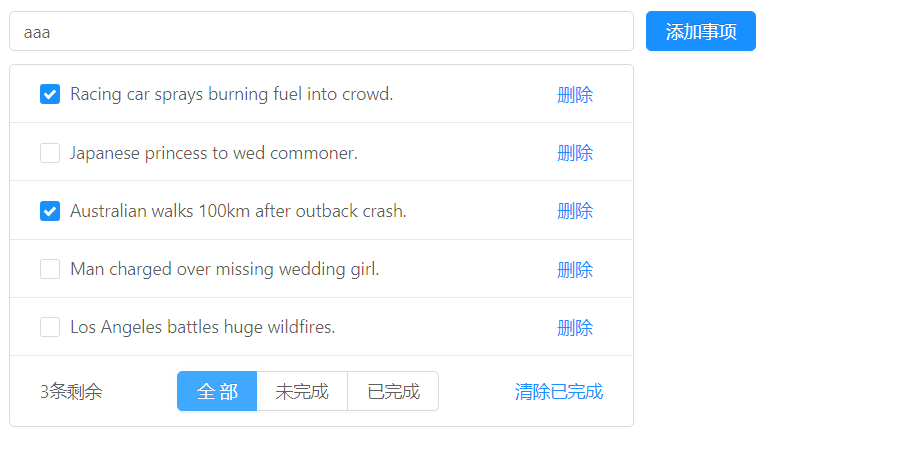 aaa 添加事项
Racing car sprays burning fuel into crowd. 删除
Japanese princess to wed commoner. 删除
Australian walks 100km after outback crash. 删除
Man charged over missing wedding girl. 删除
Los Angeles battles huge wildfires. 删除
3条剩余 全部 未完成 已完成 清除已完成